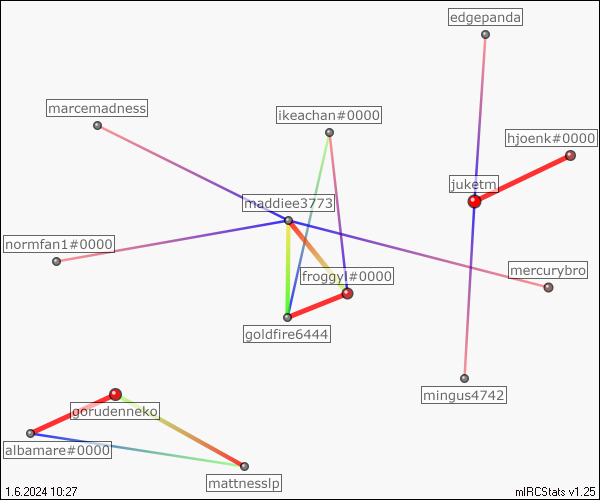 edgepanda
marcemadness
ikeachan#0000
hjoenk#0000
juketm
maddiee3773
normfan1#0000
mercurybro
froggyl#0000
goldfire6444
mingus4742
gorudenneko
albamare#0000
mattnesslp
1.6.2024 10:27
mIRCStats v1.25